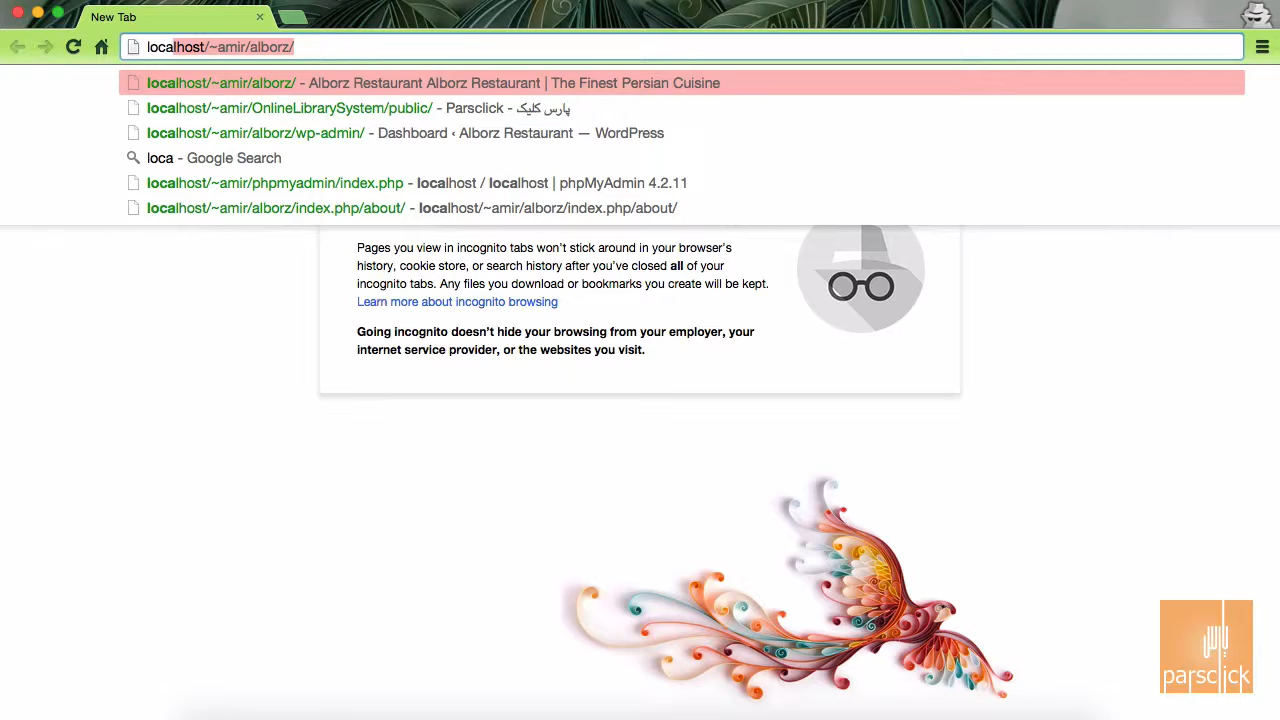 New Tab
localhost/~amir/alborz/
localhost/~amir/alborz/ - Alborz Restaurant Alborz Restaurant | The Finest Persian Cuisine
localhost/~amir/OnlineLibrarySystem/public/ - Parsclick - پارس کلیک
localhost/~amir/alborz/wp-admin/ - Dashboard ‹ Alborz Restaurant — WordPress
loca - Google Search
localhost/~amir/phpmyadmin/index.php - localhost / localhost | phpMyAdmin 4.2.11
localhost/~amir/alborz/index.php/about/ - localhost/~amir/alborz/index.php/about/
Pages you view in incognito tabs won't stick around in your browser's
history, cookie store, or search history after you've closed all of your
incognito tabs. Any files you download or bookmarks you create will be kept.
Learn more about incognito browsing
Going incognito doesn't hide your browsing from your employer, your
internet service provider, or the websites you visit.
پارس
parsclick